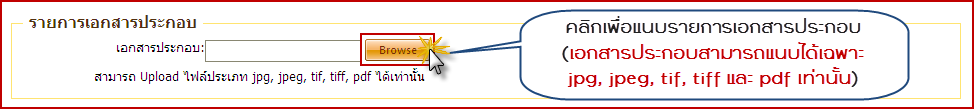 รายการเอกสารประกอบ
เอกสารประกอบ: Browse
สามารถ Upload ไฟล์ประเภท jpg, jpeg, tif, tiff, pdf ได้เท่านั้น
คลิกเพื่อแนบรายการเอกสารประกอบ
(เอกสารประกอบสามารถแนบได้เฉพาะ
jpg, jpeg, tif, tiff และ pdf เท่านั้น)